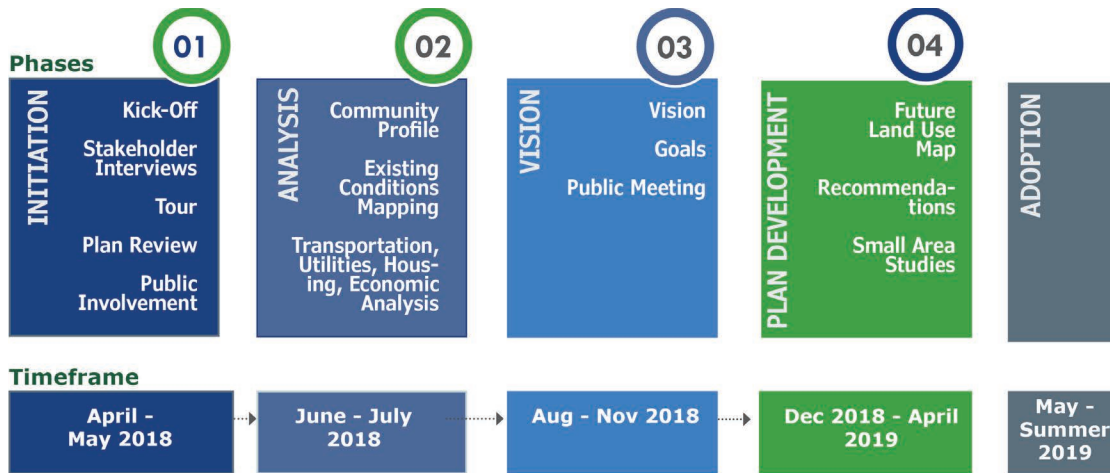 Phases
01
INITIATION
Kick-Off
Stakeholder
Interviews
Tour
Plan Review
Public
Involvement
02
ANALYSIS
Community
Profile
Existing
Conditions
Mapping
Transportation,
Utilities, Hous-
ing, Economic
Analysis
03
VISION
Vision
Goals
Public Meeting
04
PLAN DEVELOPMENT
Future
Land Use
Map
Recommenda-
tions
Small Area
Studies
ADOPTION
Timeframe
April -
May 2018
June - July
2018
Aug - Nov 2018
Dec 2018 - April
2019
May -
Summer
2019